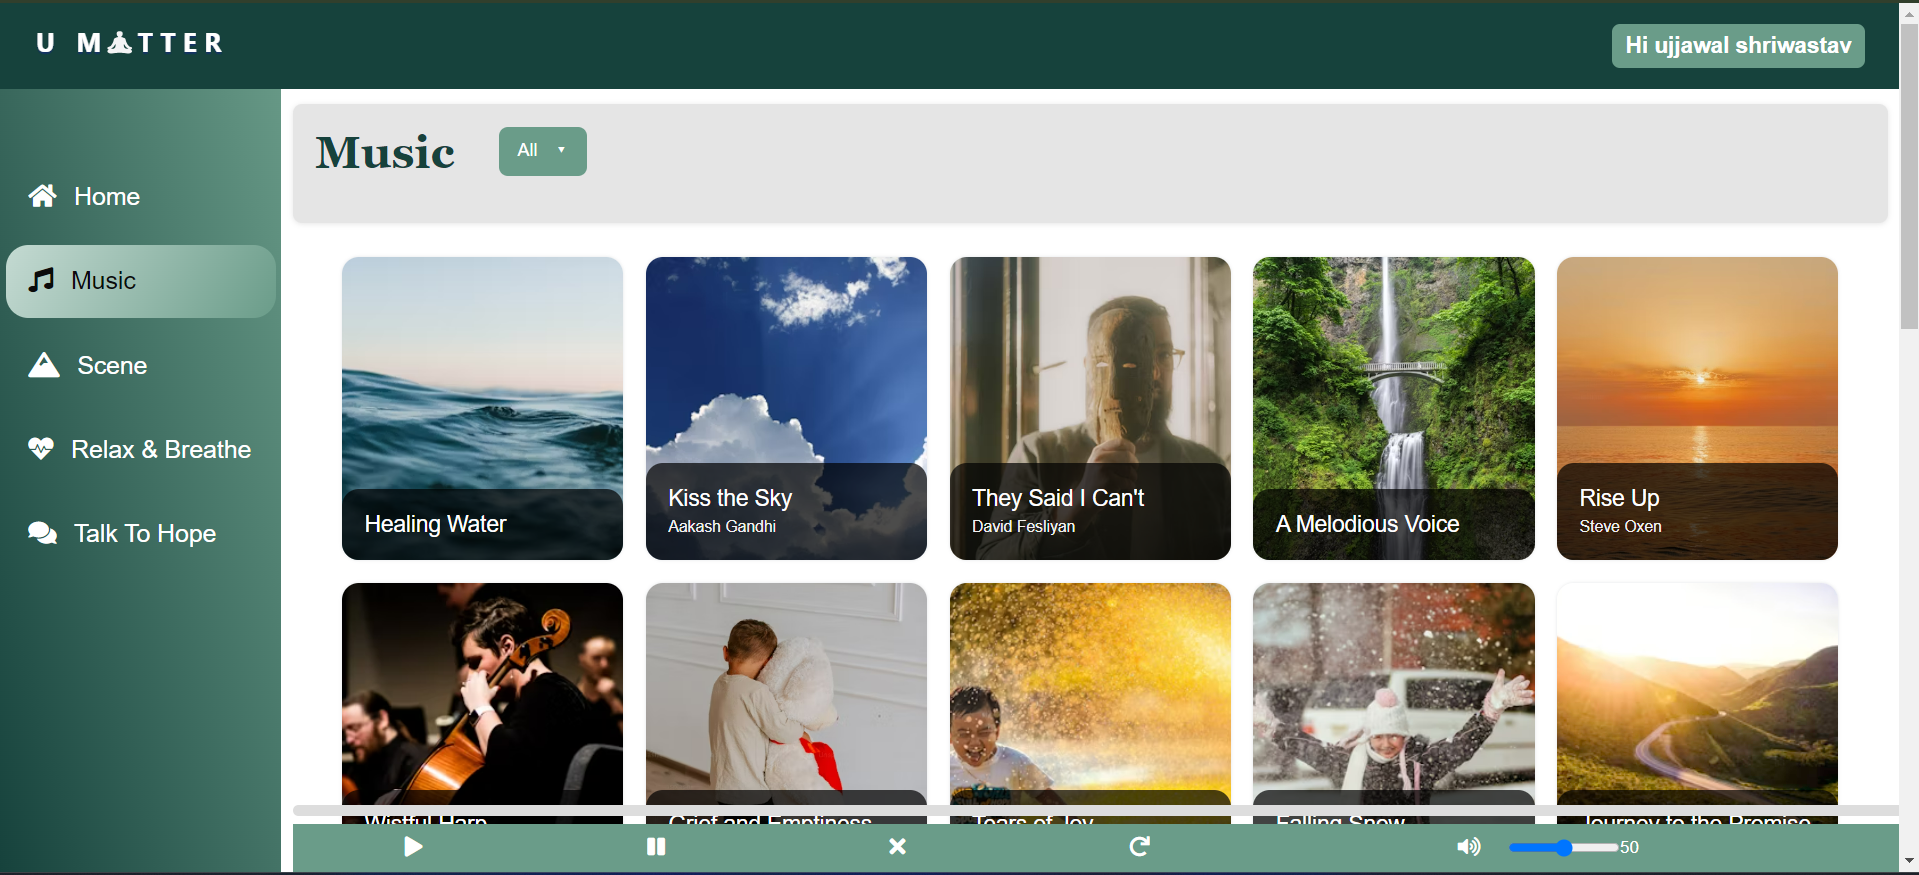 U MATTER
Hi ujjawal shriwastav
Home
Music
Scene
Relax & Breathe
Talk To Hope
Music
All
Healing Water
Kiss the Sky
Aakash Gandhi
They Said I Can't
David Fesliyan
A Melodious Voice
Rise Up
Steve Oxen
Wistful Harp
Grief and Emptiness
Tears of Joy
Falling Snow
Journey to the Promise
50